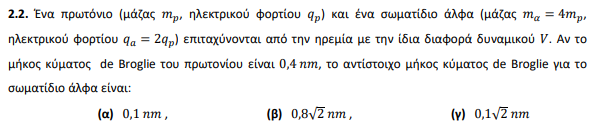 2.2. Ένα πρωτόνιο (μάζας m_p, ηλεκτρικού φορτίου q_p) και ένα σωματίδιο άλφα (μάζας m_α = 4m_p,
ηλεκτρικού φορτίου q_a = 2q_p) επιταχύνονται από την ηρεμία με την ίδια διαφορά δυναμικού V. Αν το
μήκος κύματος de Broglie του πρωτονίου είναι 0,4 nm, το αντίστοιχο μήκος κύματος de Broglie για το
σωματίδιο άλφα είναι:
(α) 0,1 nm , (β) 0,8√2 nm , (γ) 0,1√2 nm